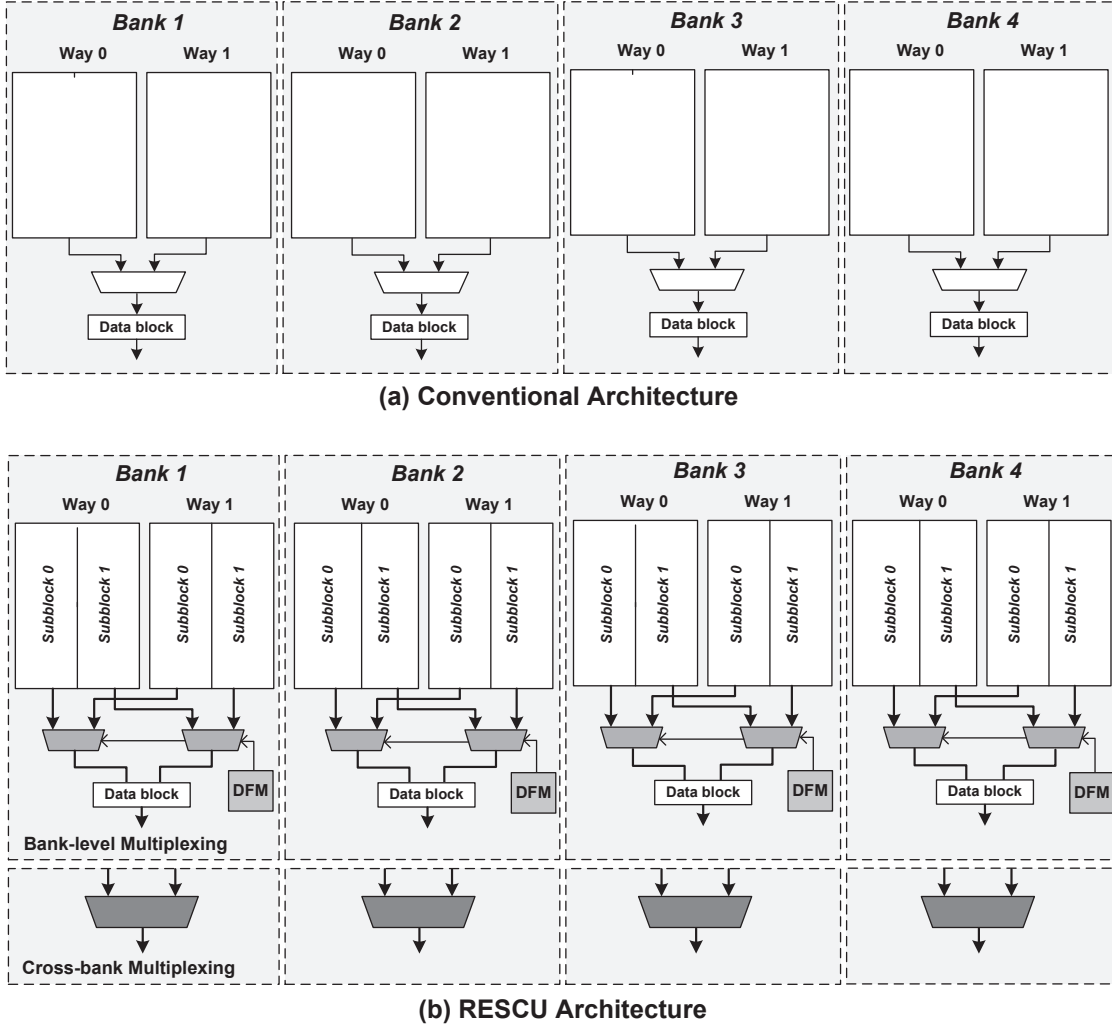 Bank 1 Bank 2 Bank 3 Bank 4
Way 0 Way 1 Way 0 Way 1 Way 0 Way 1 Way 0 Way 1
Data block Data block Data block Data block
(a) Conventional Architecture
Bank 1 Bank 2 Bank 3 Bank 4
Way 0 Way 1 Way 0 Way 1 Way 0 Way 1 Way 0 Way 1
Subblock 0 Subblock 1 Subblock 0 Subblock 1 Subblock 0 Subblock 1 Subblock 0 Subblock 1 Subblock 0 Subblock 1 Subblock 0 Subblock 1 Subblock 0 Subblock 1 Subblock 0 Subblock 1
Data block DFM Data block DFM Data block DFM Data block DFM
Bank-level Multiplexing
Cross-bank Multiplexing
(b) RESCU Architecture